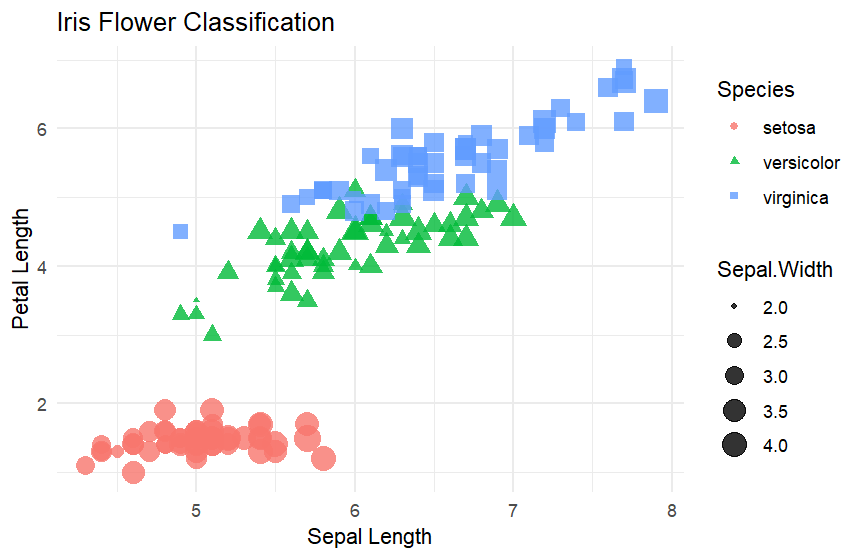 Iris Flower Classification
Petal Length
6
4
2
5
6
7
8
Sepal Length
Species
setosa
versicolor
virginica
Sepal.Width
2.0
2.5
3.0
3.5
4.0